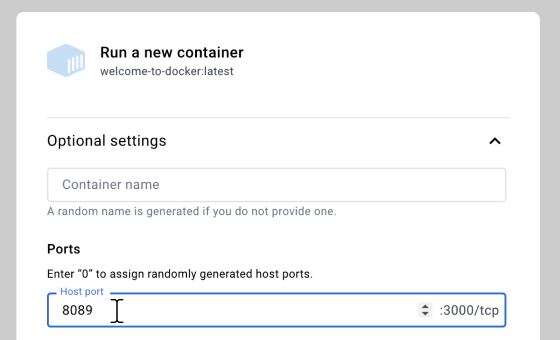 Run a new container
welcome-to-docker:latest
Optional settings
Container name
A random name is generated if you do not provide one.
Ports
Enter “0” to assign randomly generated host ports.
Host port
8089 :3000/tcp